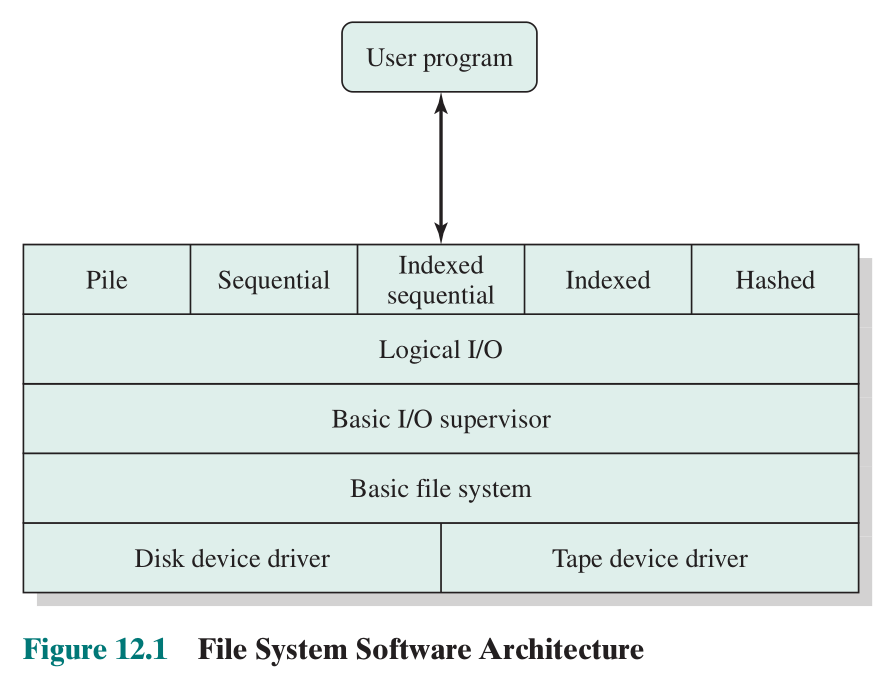 User program
Pile
Sequential
Indexed
sequential
Indexed
Hashed
Logical I/O
Basic I/O supervisor
Basic file system
Disk device driver
Tape device driver
Figure 12.1 File System Software Architecture